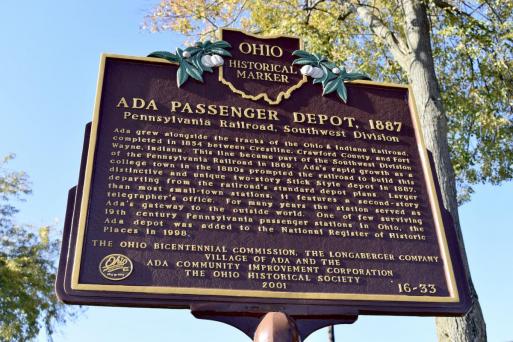 OHIO
HISTORICAL
MARKER
ADA PASSENGER DEPOT, 1887
Pennsylvania Railroad, Southwest Division
Ada grew alongside the tracks of the Ohio & Indiana Railroad,
completed in 1854 between Crestline, Crawford County, and Fort
Wayne, Indiana. This line became part of the Southwest Division
of the Pennsylvania Railroad in 1869. Ada's rapid growth as a
college town in the 1880s prompted the railroad to build this
distinctive and unique two-story Stick Style depot in 1887,
departing from the railroad's standard depot plans. Larger
than most small-town stations, it features a second-story
telegrapher's office. For many years the station served as
Ada's gateway to the outside world. One of few surviving
19th century Pennsylvania passenger stations in Ohio, the
Ada depot was added to the National Register of Historic
Places in 1998.
THE OHIO BICENTENNIAL COMMISSION, THE LONGABERGER COMPANY
VILLAGE OF ADA AND THE
ADA COMMUNITY IMPROVEMENT CORPORATION
THE OHIO HISTORICAL SOCIETY
2001
16-33
Ohio